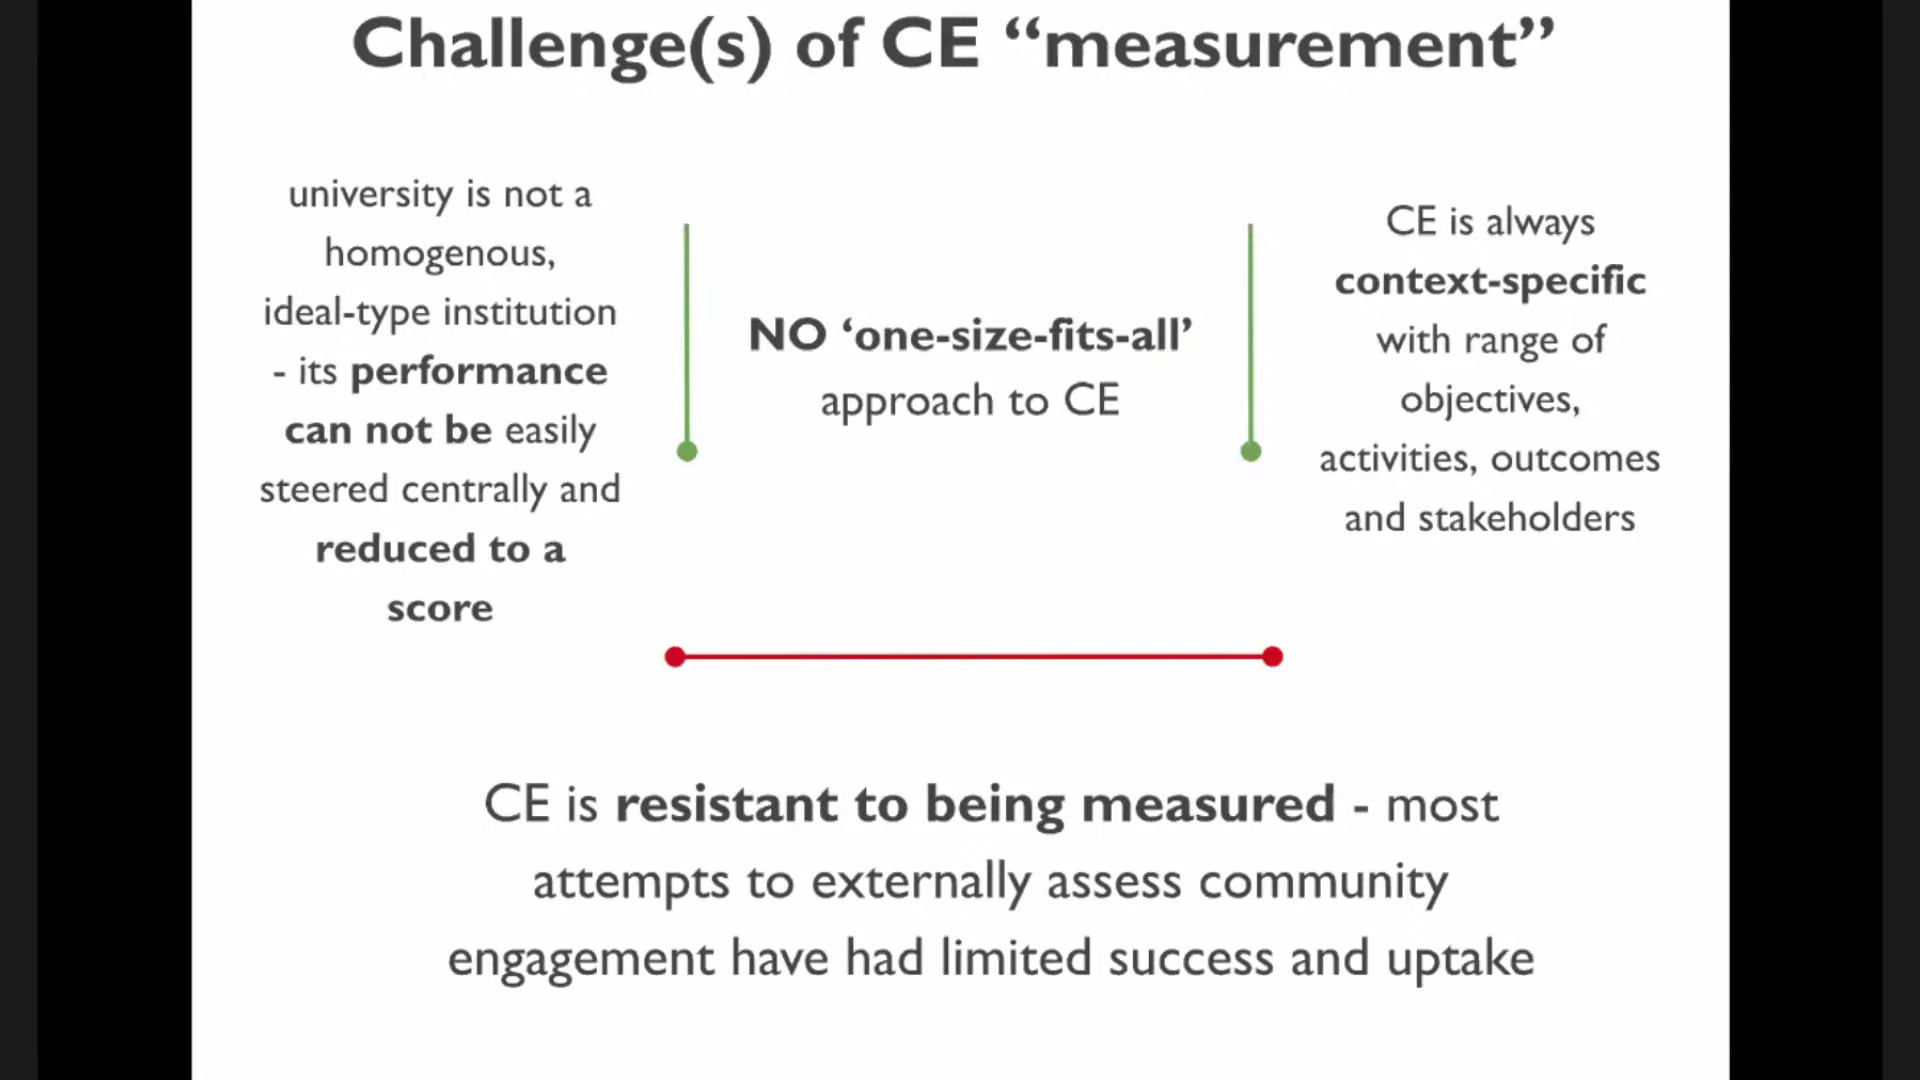 Challenge(s) of CE “measurement”
university is not a
homogenous,
ideal-type institution
- its performance
can not be easily
steered centrally and
reduced to a
score
NO ‘one-size-fits-all’
approach to CE
CE is always
context-specific
with range of
objectives,
activities, outcomes
and stakeholders
CE is resistant to being measured - most
attempts to externally assess community
engagement have had limited success and uptake